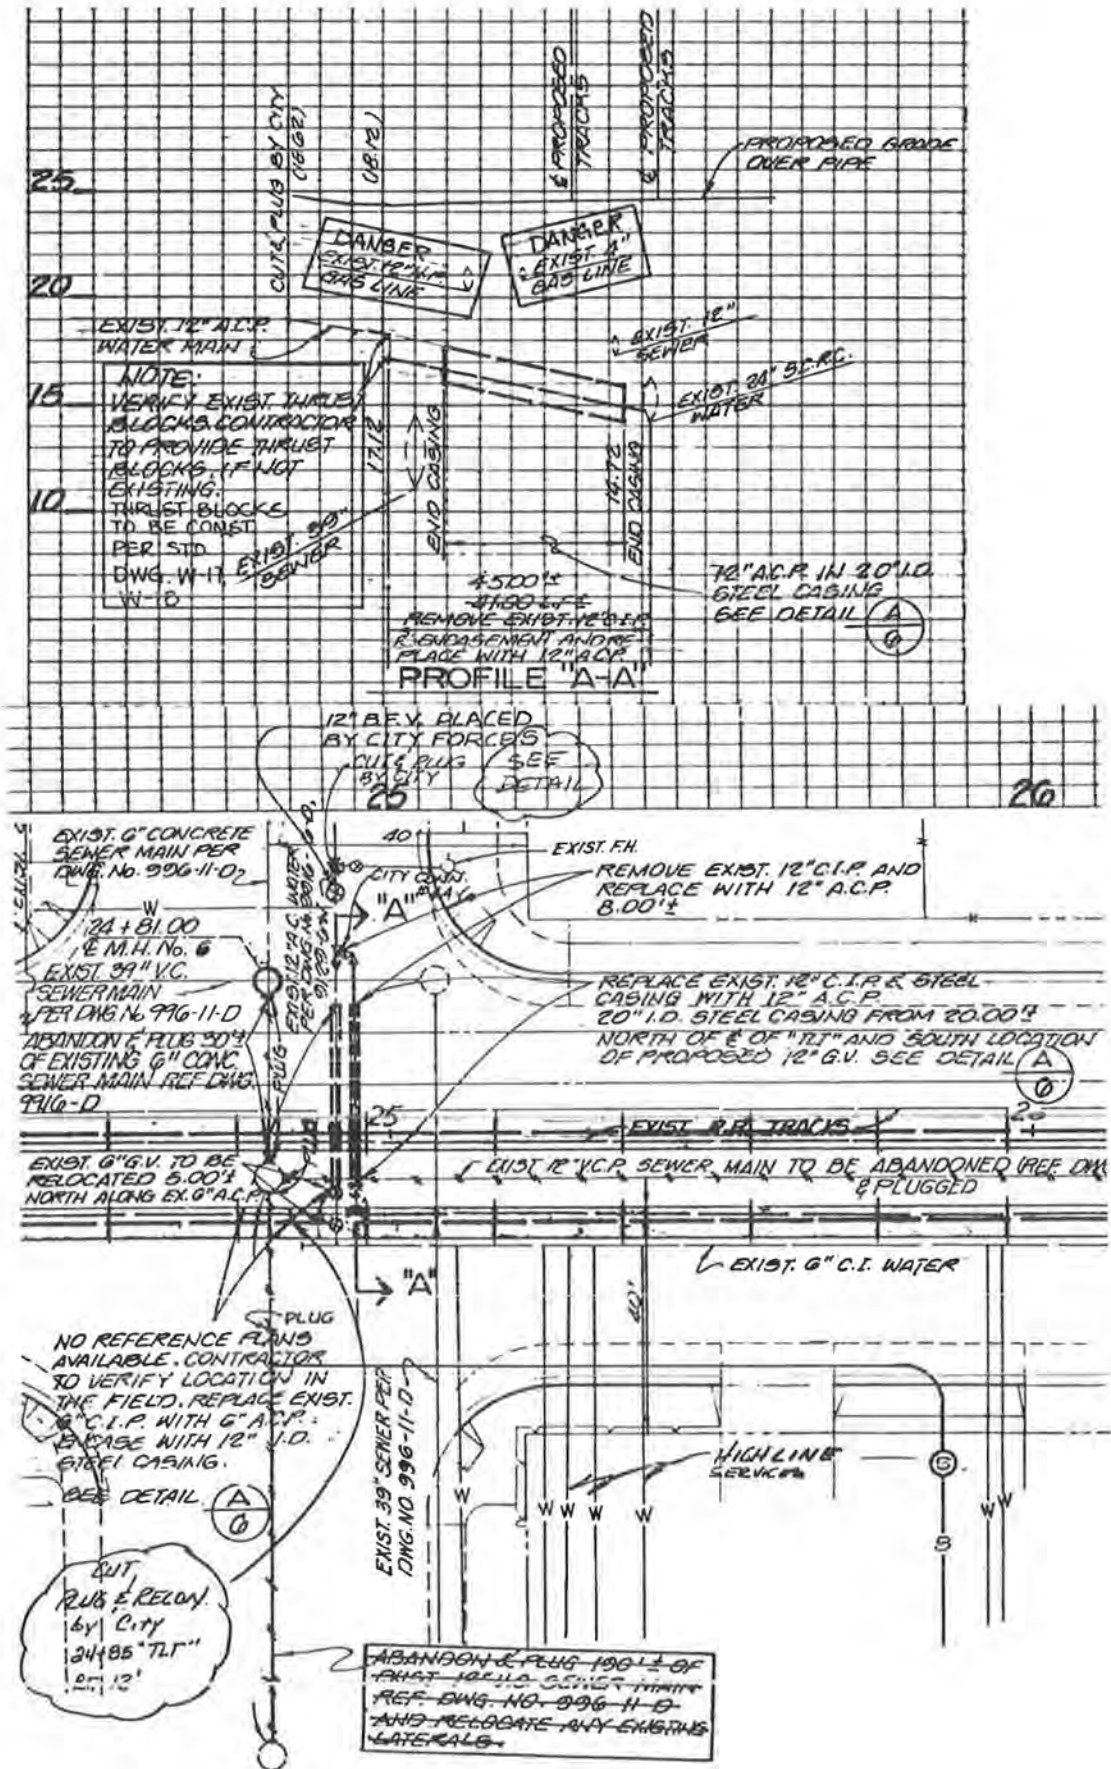 ℄ PROPOSED
TRACKS
℄ PROPOSED
TRACKS
CUT & PLUG BY CITY
(18.12)
PROPOSED GRADE
OVER PIPE
25
20
15
10
DANGER
GAS LINE
DANGER
EXIST. 4"
GAS LINE
EXIST. 12" A.C.P.
WATER MAIN
EXIST. 12"
SEWER
EXIST. 24" S.C.R.C.
WATER
NOTE:
VERIFY EXIST. THRUST
BLOCKS. CONTRACTOR
TO PROVIDE THRUST
BLOCKS, IF NOT
EXISTING.
THRUST BLOCKS
TO BE CONST
PER STD.
DWG. W-17
W-18
EXIST. 39"
SEWER
17.12
END CASING
14.72
END CASING
45.00'±
41.00 L.F.±
REMOVE EXIST. 12" C.I.P.
& ENCASEMENT AND RE-
PLACE WITH 12" A.C.P.
12" A.C.P. IN 20" I.D.
STEEL CASING
SEE DETAIL A
6
PROFILE "A-A"
12" B.F.V. PLACED
BY CITY FORCES
CUT & PLUG
BY CITY
SEE
DETAIL
25
26
EXIST. 6" CONCRETE
SEWER MAIN PER
DWG. No. 996-11-D
40
EXIST. F.H.
CITY CONN.
REMOVE EXIST. 12" C.I.P. AND
REPLACE WITH 12" A.C.P.
8.00'±
"A"
W
24+81.00
℄ M.H. No. 6
EXIST. 39" V.C.
SEWER MAIN
PER DWG. No 996-11-D
EXIST. 12" A.C. WATER
ABANDON & PLUG 30'±
OF EXISTING 6" CONC.
SEWER MAIN REF DWG.
9916-D
PLUG
PLUG
REPLACE EXIST. 12" C.I.P. & STEEL
CASING WITH 12" A.C.P.
20" I.D. STEEL CASING FROM 20.00'±
NORTH OF ℄ OF "TLT" AND SOUTH LOCATION
OF PROPOSED 12" G.V. SEE DETAIL A
6
25
EXIST. R.R. TRACKS
EXIST. 6" G.V. TO BE
RELOCATED 5.00'±
NORTH ALONG EX. 6" A.C.P.
EXIST 12" V.C.P. SEWER MAIN TO BE ABANDONED (REF. DWG
& PLUGGED
EXIST. 6" C.I. WATER
"A"
40'
PLUG
NO REFERENCE PLANS
AVAILABLE. CONTRACTOR
TO VERIFY LOCATION IN
THE FIELD. REPLACE EXIST.
6" C.I.P. WITH 6" A.C.P.
ENCASE WITH 12" I.D.
STEEL CASING.
SEE DETAIL A
6
EXIST 39" SEWER PER
DWG. NO. 996-11-D
HIGH LINE
SERVICES
W W W W W W W
S
S
CUT,
PLUG & RECON.
by City
24+85 "TLT"
ABANDON & PLUG 190'± OF
SEWER MAIN
REF. DWG. NO. 996-11-D
AND RELOCATE ANY EXISTING
LATERALS.